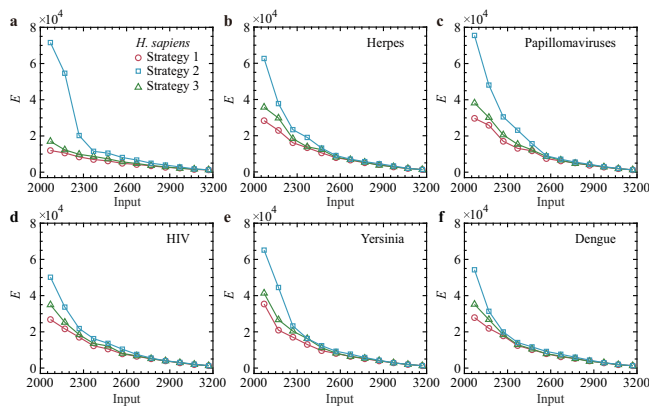 a
×10⁴
8
6
4
2
0
E
2000 2300 2600 2900 3200
Input
H. sapiens
Strategy 1
Strategy 2
Strategy 3
b
×10⁴
8
6
4
2
0
E
2000 2300 2600 2900 3200
Input
Herpes
c
×10⁴
8
6
4
2
0
E
2000 2300 2600 2900 3200
Input
Papillomaviruses
d
×10⁴
8
6
4
2
0
E
2000 2300 2600 2900 3200
Input
HIV
e
×10⁴
8
6
4
2
0
E
2000 2300 2600 2900 3200
Input
Yersinia
f
×10⁴
8
6
4
2
0
E
2000 2300 2600 2900 3200
Input
Dengue